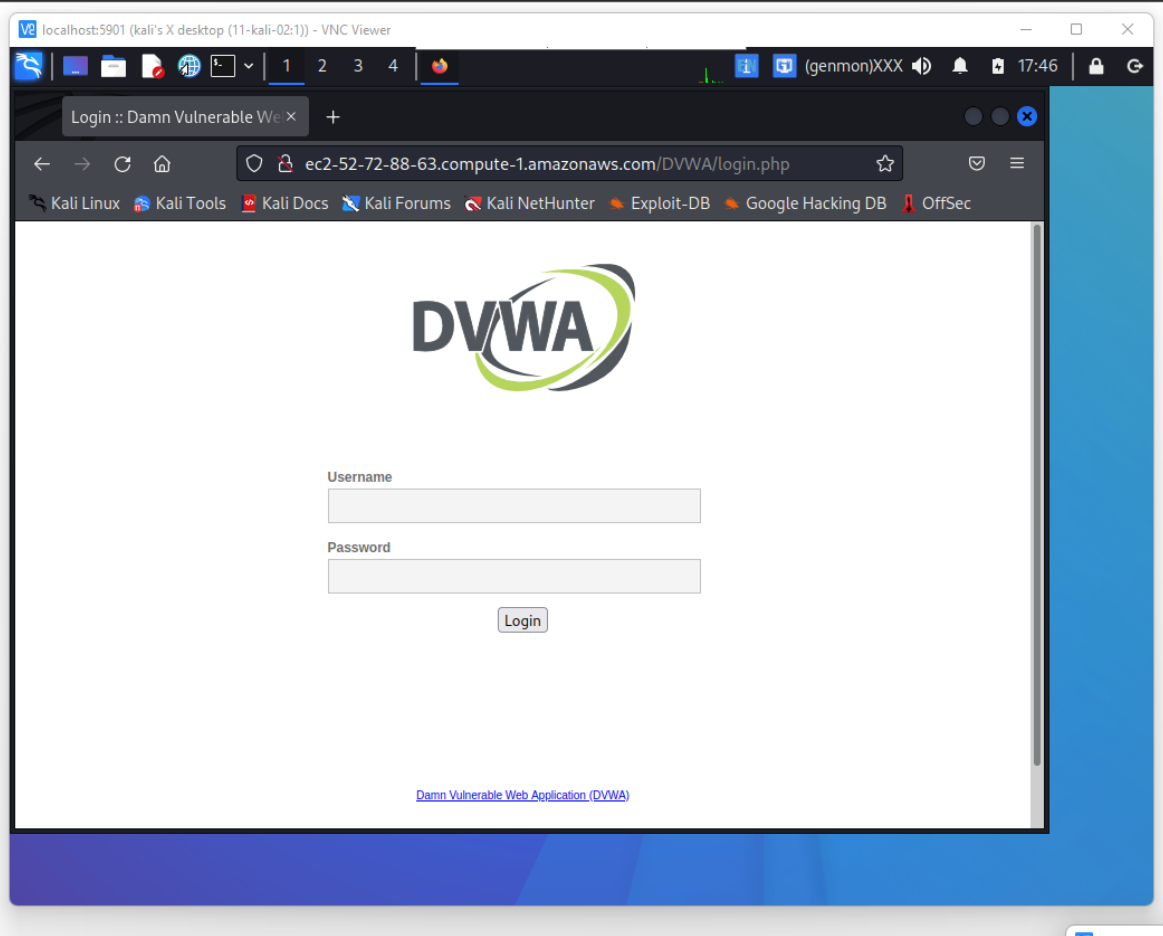 localhost:5901 (kali's X desktop (11-kali-02:1)) - VNC Viewer
1 2 3 4 (genmon)XXX 17:46
Login :: Damn Vulnerable We
ec2-52-72-88-63.compute-1.amazonaws.com/DVWA/login.php
Kali Linux Kali Tools Kali Docs Kali Forums Kali NetHunter Exploit-DB Google Hacking DB OffSec
DVWA
Username
Password
Login
Damn Vulnerable Web Application (DVWA)